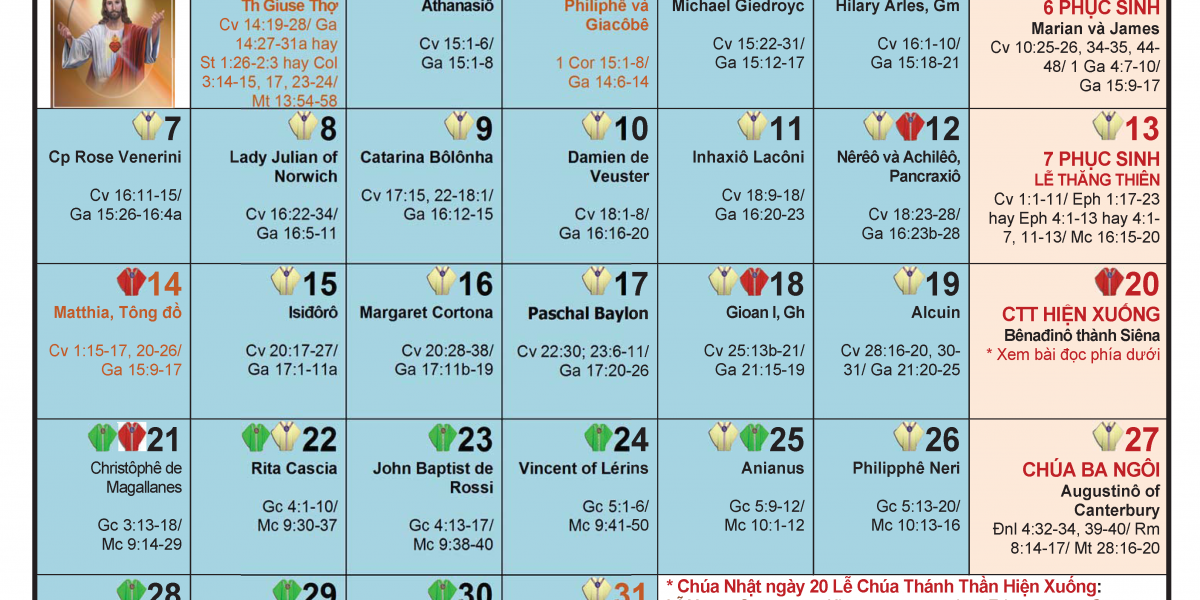 Th Giuse Thợ
Cv 14:19-28/ Ga
14:27-31a hay
St 1:26-2:3 hay Col
3:14-15, 17, 23-24/
Mt 13:54-58
Athanasiô
Cv 15:1-6/
Ga 15:1-8
Philiphê và
Giacôbê
1 Cor 15:1-8/
Ga 14:6-14
Michael Giedroyc
Cv 15:22-31/
Ga 15:12-17
Hilary Arles, Gm
Cv 16:1-10/
Ga 15:18-21
6 PHỤC SINH
Marian và James
Cv 10:25-26, 34-35, 44-
48/ 1 Ga 4:7-10/
Ga 15:9-17
7
Cp Rose Venerini
Cv 16:11-15/
Ga 15:26-16:4a
8
Lady Julian of
Norwich
Cv 16:22-34/
Ga 16:5-11
9
Catarina Bôlônha
Cv 17:15, 22-18:1/
Ga 16:12-15
10
Damien de
Veuster
Cv 18:1-8/
Ga 16:16-20
11
Inhaxiô Lacôni
Cv 18:9-18/
Ga 16:20-23
12
Nêrêô và Achilêô,
Pancraxiô
Cv 18:23-28/
Ga 16:23b-28
13
7 PHỤC SINH
LỄ THĂNG THIÊN
Cv 1:1-11/ Eph 1:17-23
hay Eph 4:1-13 hay 4:1-
7, 11-13/ Mc 16:15-20
14
Matthia, Tông đồ
Cv 1:15-17, 20-26/
Ga 15:9-17
15
Isiđôrô
Cv 20:17-27/
Ga 17:1-11a
16
Margaret Cortona
Cv 20:28-38/
Ga 17:11b-19
17
Paschal Baylon
Cv 22:30; 23:6-11/
Ga 17:20-26
18
Gioan I, Gh
Cv 25:13b-21/
Ga 21:15-19
19
Alcuin
Cv 28:16-20, 30-
31/ Ga 21:20-25
20
CTT HIỆN XUỐNG
Bênađinô thành Siêna
* Xem bài đọc phía dưới
21
Christôphê de
Magallanes
Gc 3:13-18/
Mc 9:14-29
22
Rita Cascia
Gc 4:1-10/
Mc 9:30-37
23
John Baptist de
Rossi
Gc 4:13-17/
Mc 9:38-40
24
Vincent of Lérins
Gc 5:1-6/
Mc 9:41-50
25
Anianus
Gc 5:9-12/
Mc 10:1-12
26
Philipphê Neri
Gc 5:13-20/
Mc 10:13-16
27
CHÚA BA NGÔI
Augustinô of
Canterbury
Đnl 4:32-34, 39-40/ Rm
8:14-17/ Mt 28:16-20
28
29
30
31
* Chúa Nhật ngày 20 Lễ Chúa Thánh Thần Hiện Xuống: